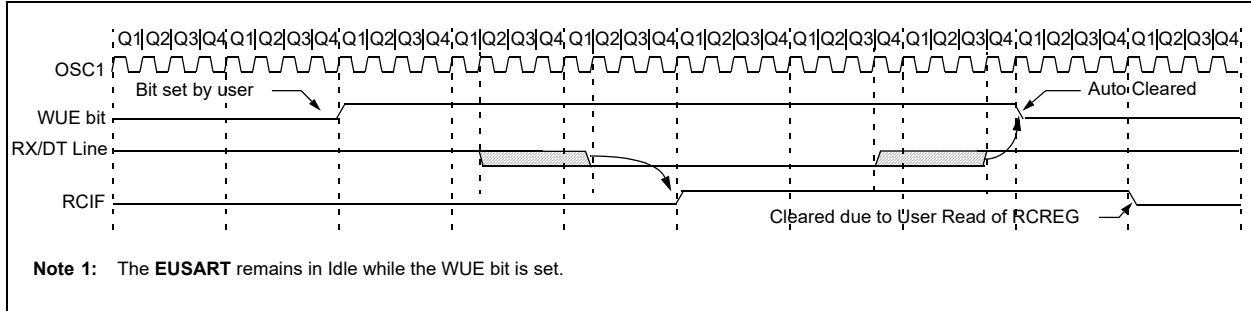 Q1 Q2 Q3 Q4 Q1 Q2 Q3 Q4 Q1 Q2 Q3 Q4 Q1 Q2 Q3 Q4 Q1 Q2 Q3 Q4 Q1 Q2 Q3 Q4 Q1 Q2 Q3 Q4 Q1 Q2 Q3 Q4 Q1 Q2 Q3 Q4 Q1 Q2 Q3 Q4
OSC1
Bit set by user
Auto Cleared
WUE bit
RX/DT Line
RCIF
Cleared due to User Read of RCREG
Note 1: The EUSART remains in Idle while the WUE bit is set.